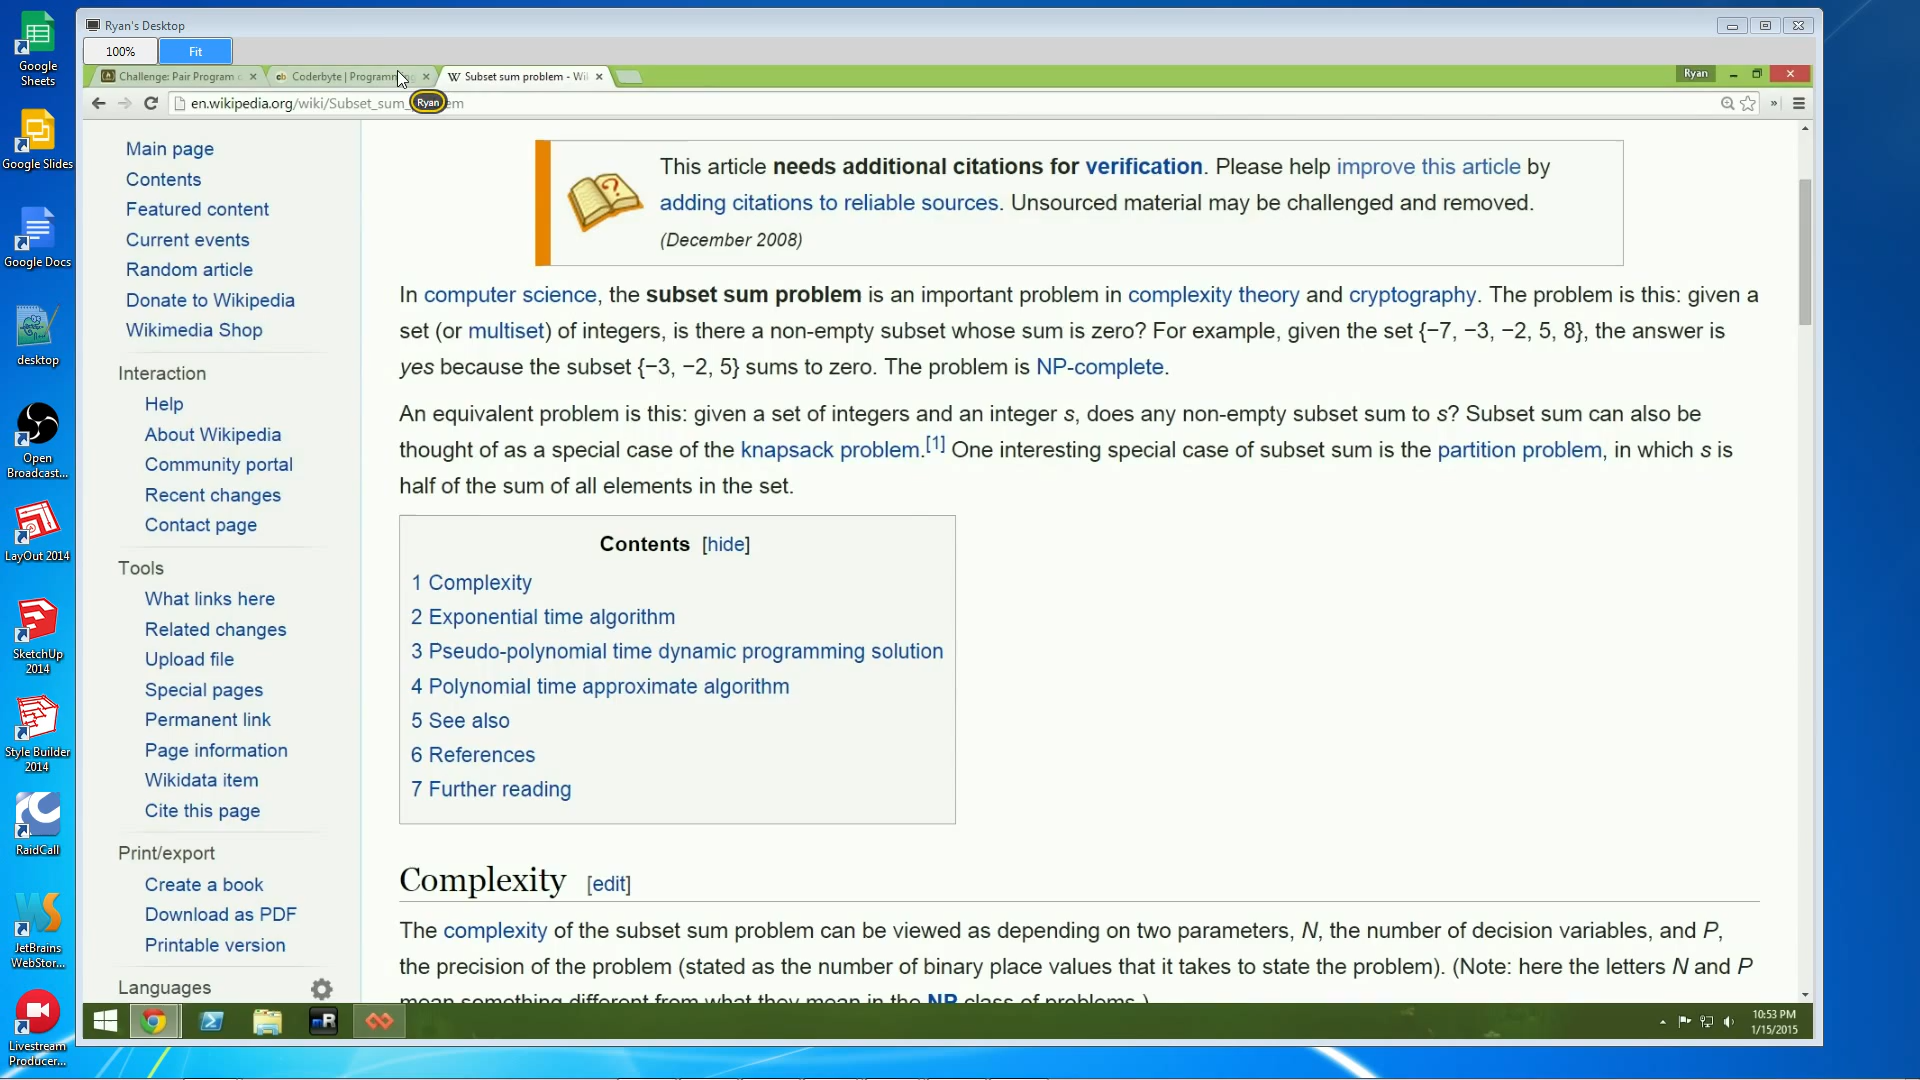 Ryan's Desktop
100%
Fit
Challenge: Pair Program
Coderbyte | Programm
Subset sum problem - Wi
Ryan
en.wikipedia.org/wiki/Subset_sum_
Ryan
em
»
Google Sheets
Google Slides
Google Docs
desktop
Open Broadcast...
LayOut 2014
SketchUp 2014
Style Builder 2014
RaidCall
JetBrains WebStor...
Livestream Producer...
Main page
Contents
Featured content
Current events
Random article
Donate to Wikipedia
Wikimedia Shop
Interaction
Help
About Wikipedia
Community portal
Recent changes
Contact page
Tools
What links here
Related changes
Upload file
Special pages
Permanent link
Page information
Wikidata item
Cite this page
Print/export
Create a book
Download as PDF
Printable version
Languages
This article needs additional citations for verification. Please help improve this article by
adding citations to reliable sources. Unsourced material may be challenged and removed.
(December 2008)
In computer science, the subset sum problem is an important problem in complexity theory and cryptography. The problem is this: given a
set (or multiset) of integers, is there a non-empty subset whose sum is zero? For example, given the set {−7, −3, −2, 5, 8}, the answer is
yes because the subset {−3, −2, 5} sums to zero. The problem is NP-complete.
An equivalent problem is this: given a set of integers and an integer s, does any non-empty subset sum to s? Subset sum can also be
thought of as a special case of the knapsack problem.[1] One interesting special case of subset sum is the partition problem, in which s is
half of the sum of all elements in the set.
Contents [hide]
1 Complexity
2 Exponential time algorithm
3 Pseudo-polynomial time dynamic programming solution
4 Polynomial time approximate algorithm
5 See also
6 References
7 Further reading
Complexity [edit]
The complexity of the subset sum problem can be viewed as depending on two parameters, N, the number of decision variables, and P,
the precision of the problem (stated as the number of binary place values that it takes to state the problem). (Note: here the letters N and P
mean something different from what they mean in the NP class of problems.)
mR
10:53 PM
1/15/2015